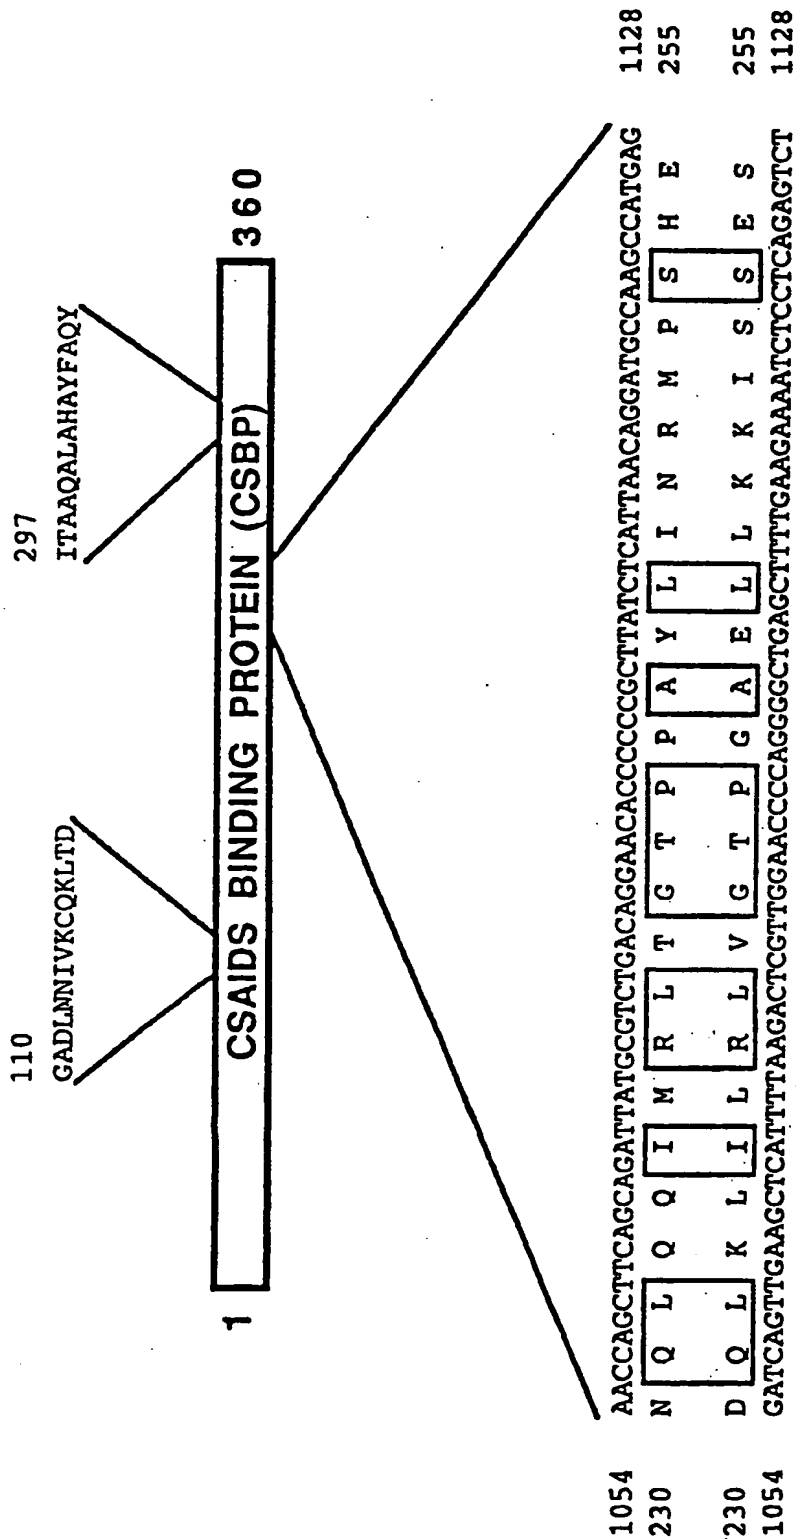 110
GADLNNIVKCQKLTD
297
ITAAQALAHAYFAQY
1 CSAIDS BINDING PROTEIN (CSBP) 360
1054 AACCAGCTTCAGCAGATTATGCGTCTGACAGGAACACCCCCCGCTTATCTCATTAACAGGATGCCAAGCCATGAG 1128
230 N Q L Q Q I M R L T G T P P A Y L I N R M P S H E 255
230 D Q L K L I L R L V G T P G A E L L K K I S S E S 255
1054 GATCAGTTGAAGCTCATTTTAAGACTCGTTGGAACCCCAGGGGCTGAGCTTTTGAAGAAAATCTCCTCAGAGTCT 1128